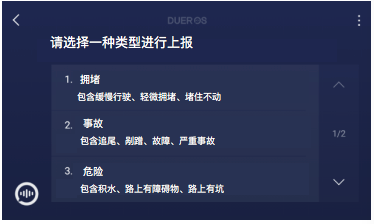 DUEROS
请选择一种类型进行上报
1. 拥堵
包含缓慢行驶、轻微拥堵、堵住不动
2. 事故
包含追尾、剐蹭、故障、严重事故
1/2
3. 危险
包含积水、路上有障碍物、路上有坑